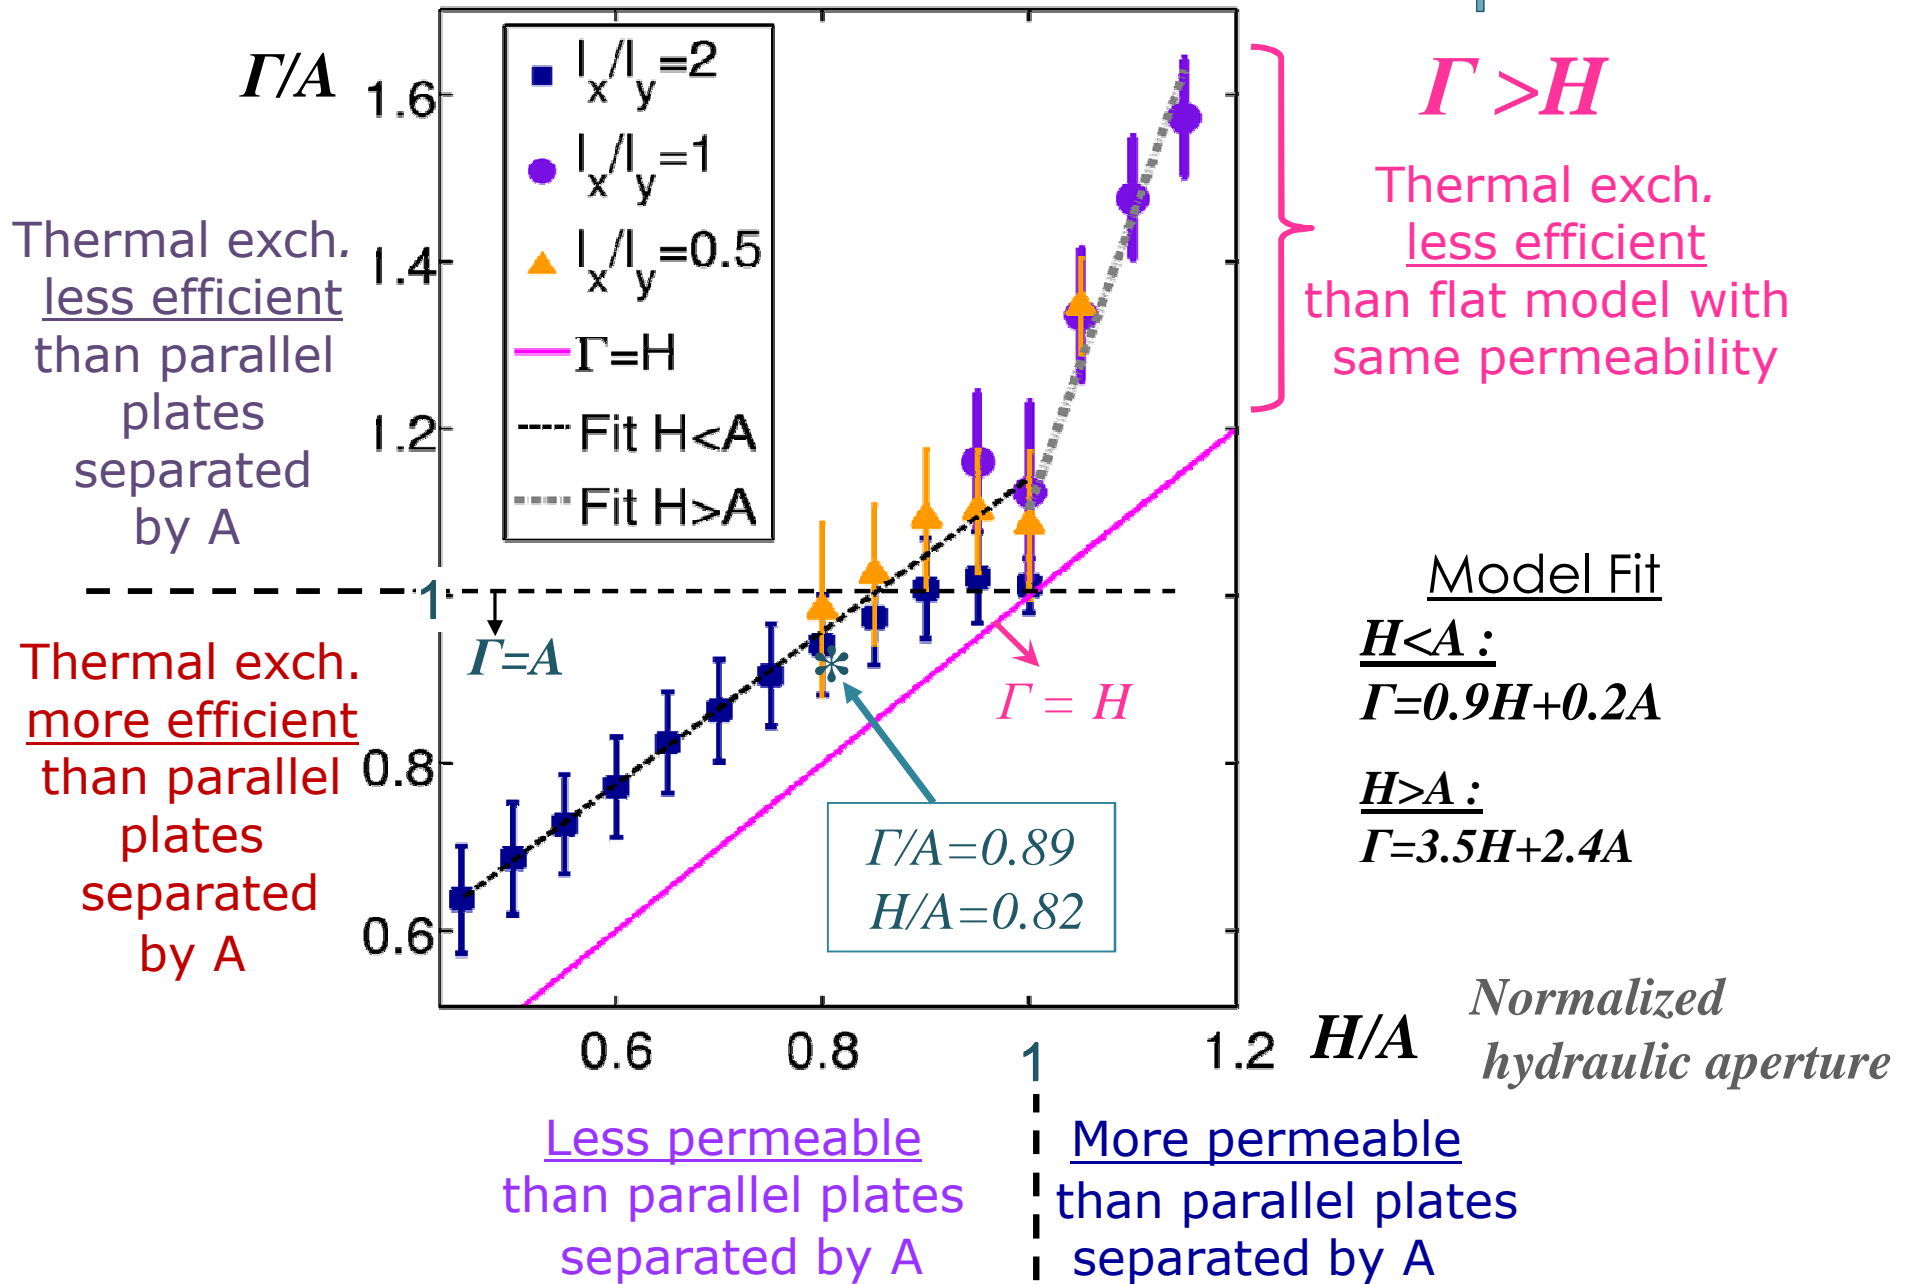 Γ/A
1.6
1.4
1.2
1
0.8
0.6
lx/ly=2
lx/ly=1
lx/ly=0.5
Γ=H
Fit H<A
Fit H>A
Γ >H
Thermal exch.
less efficient
than flat model with
same permeability
Thermal exch.
less efficient
than parallel
plates
separated
by A
Γ=A
Thermal exch.
more efficient
than parallel
plates
separated
by A
Γ = H
*
Γ/A=0.89
H/A=0.82
Model Fit
H<A :
Γ=0.9H+0.2A
H>A :
Γ=3.5H+2.4A
0.6
0.8
1
1.2
H/A
Normalized
hydraulic aperture
Less permeable
than parallel plates
separated by A
More permeable
than parallel plates
separated by A